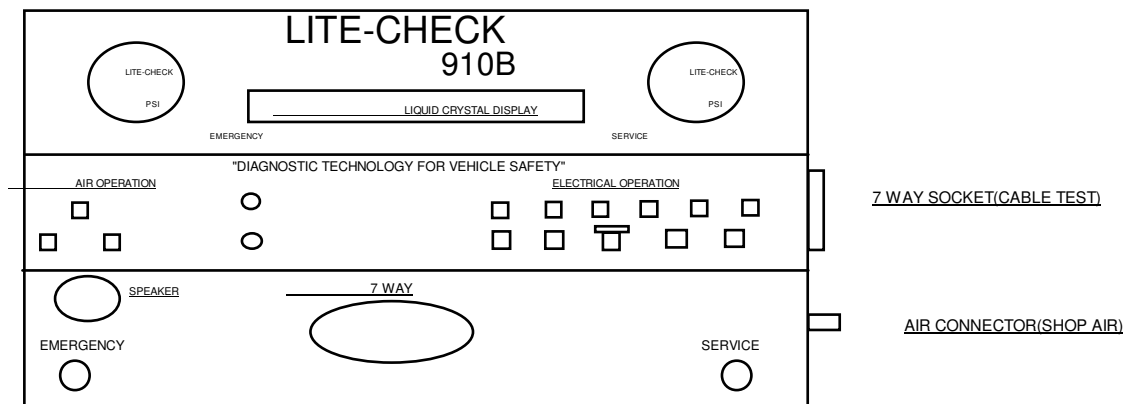 LITE-CHECK
910B
LITE-CHECK
PSI
LITE-CHECK
PSI
LIQUID CRYSTAL DISPLAY
EMERGENCY
SERVICE
"DIAGNOSTIC TECHNOLOGY FOR VEHICLE SAFETY"
AIR OPERATION
ELECTRICAL OPERATION
7 WAY SOCKET(CABLE TEST)
SPEAKER
7 WAY
AIR CONNECTOR(SHOP AIR)
EMERGENCY
SERVICE